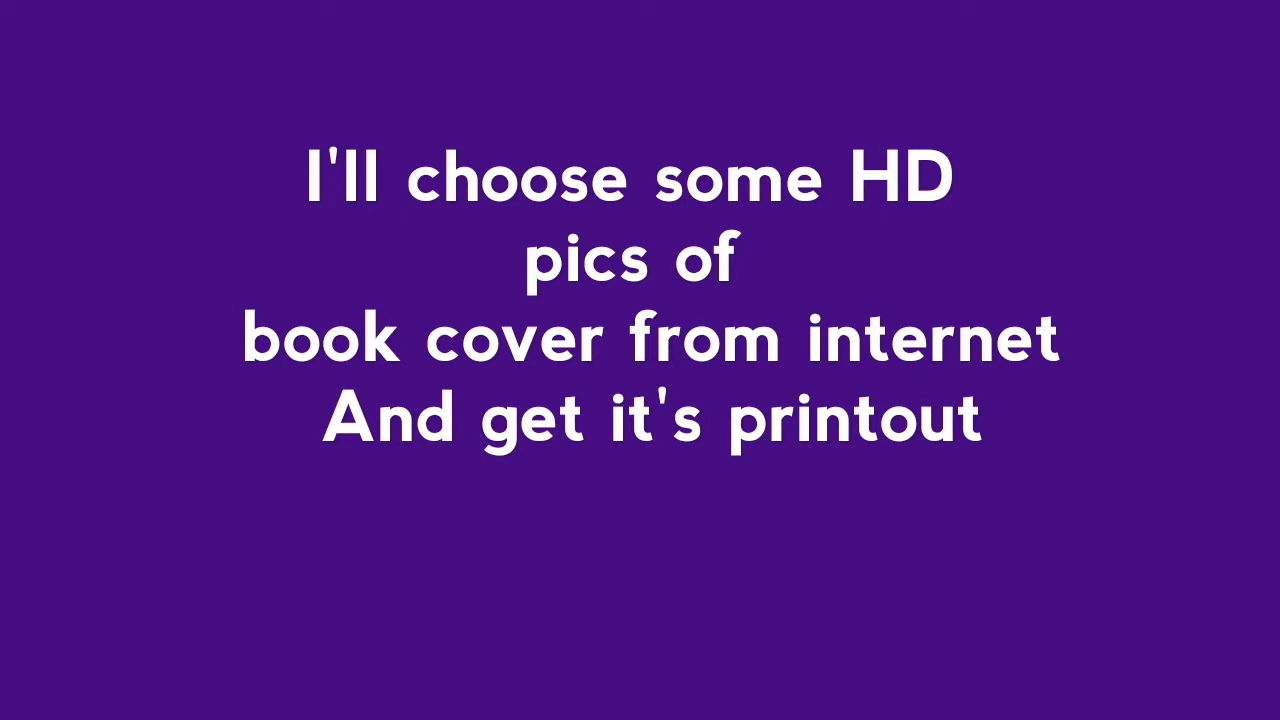 I'll choose some HD
pics of
book cover from internet
And get it's printout